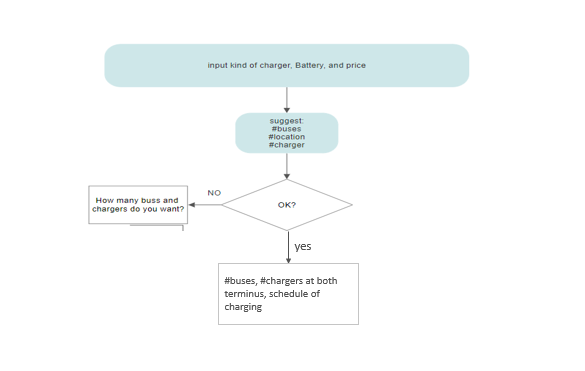 input kind of charger, Battery, and price
suggest:
#buses
#location
#charger
NO
How many buss and
chargers do you want?
OK?
yes
#buses, #chargers at both
terminus, schedule of
charging